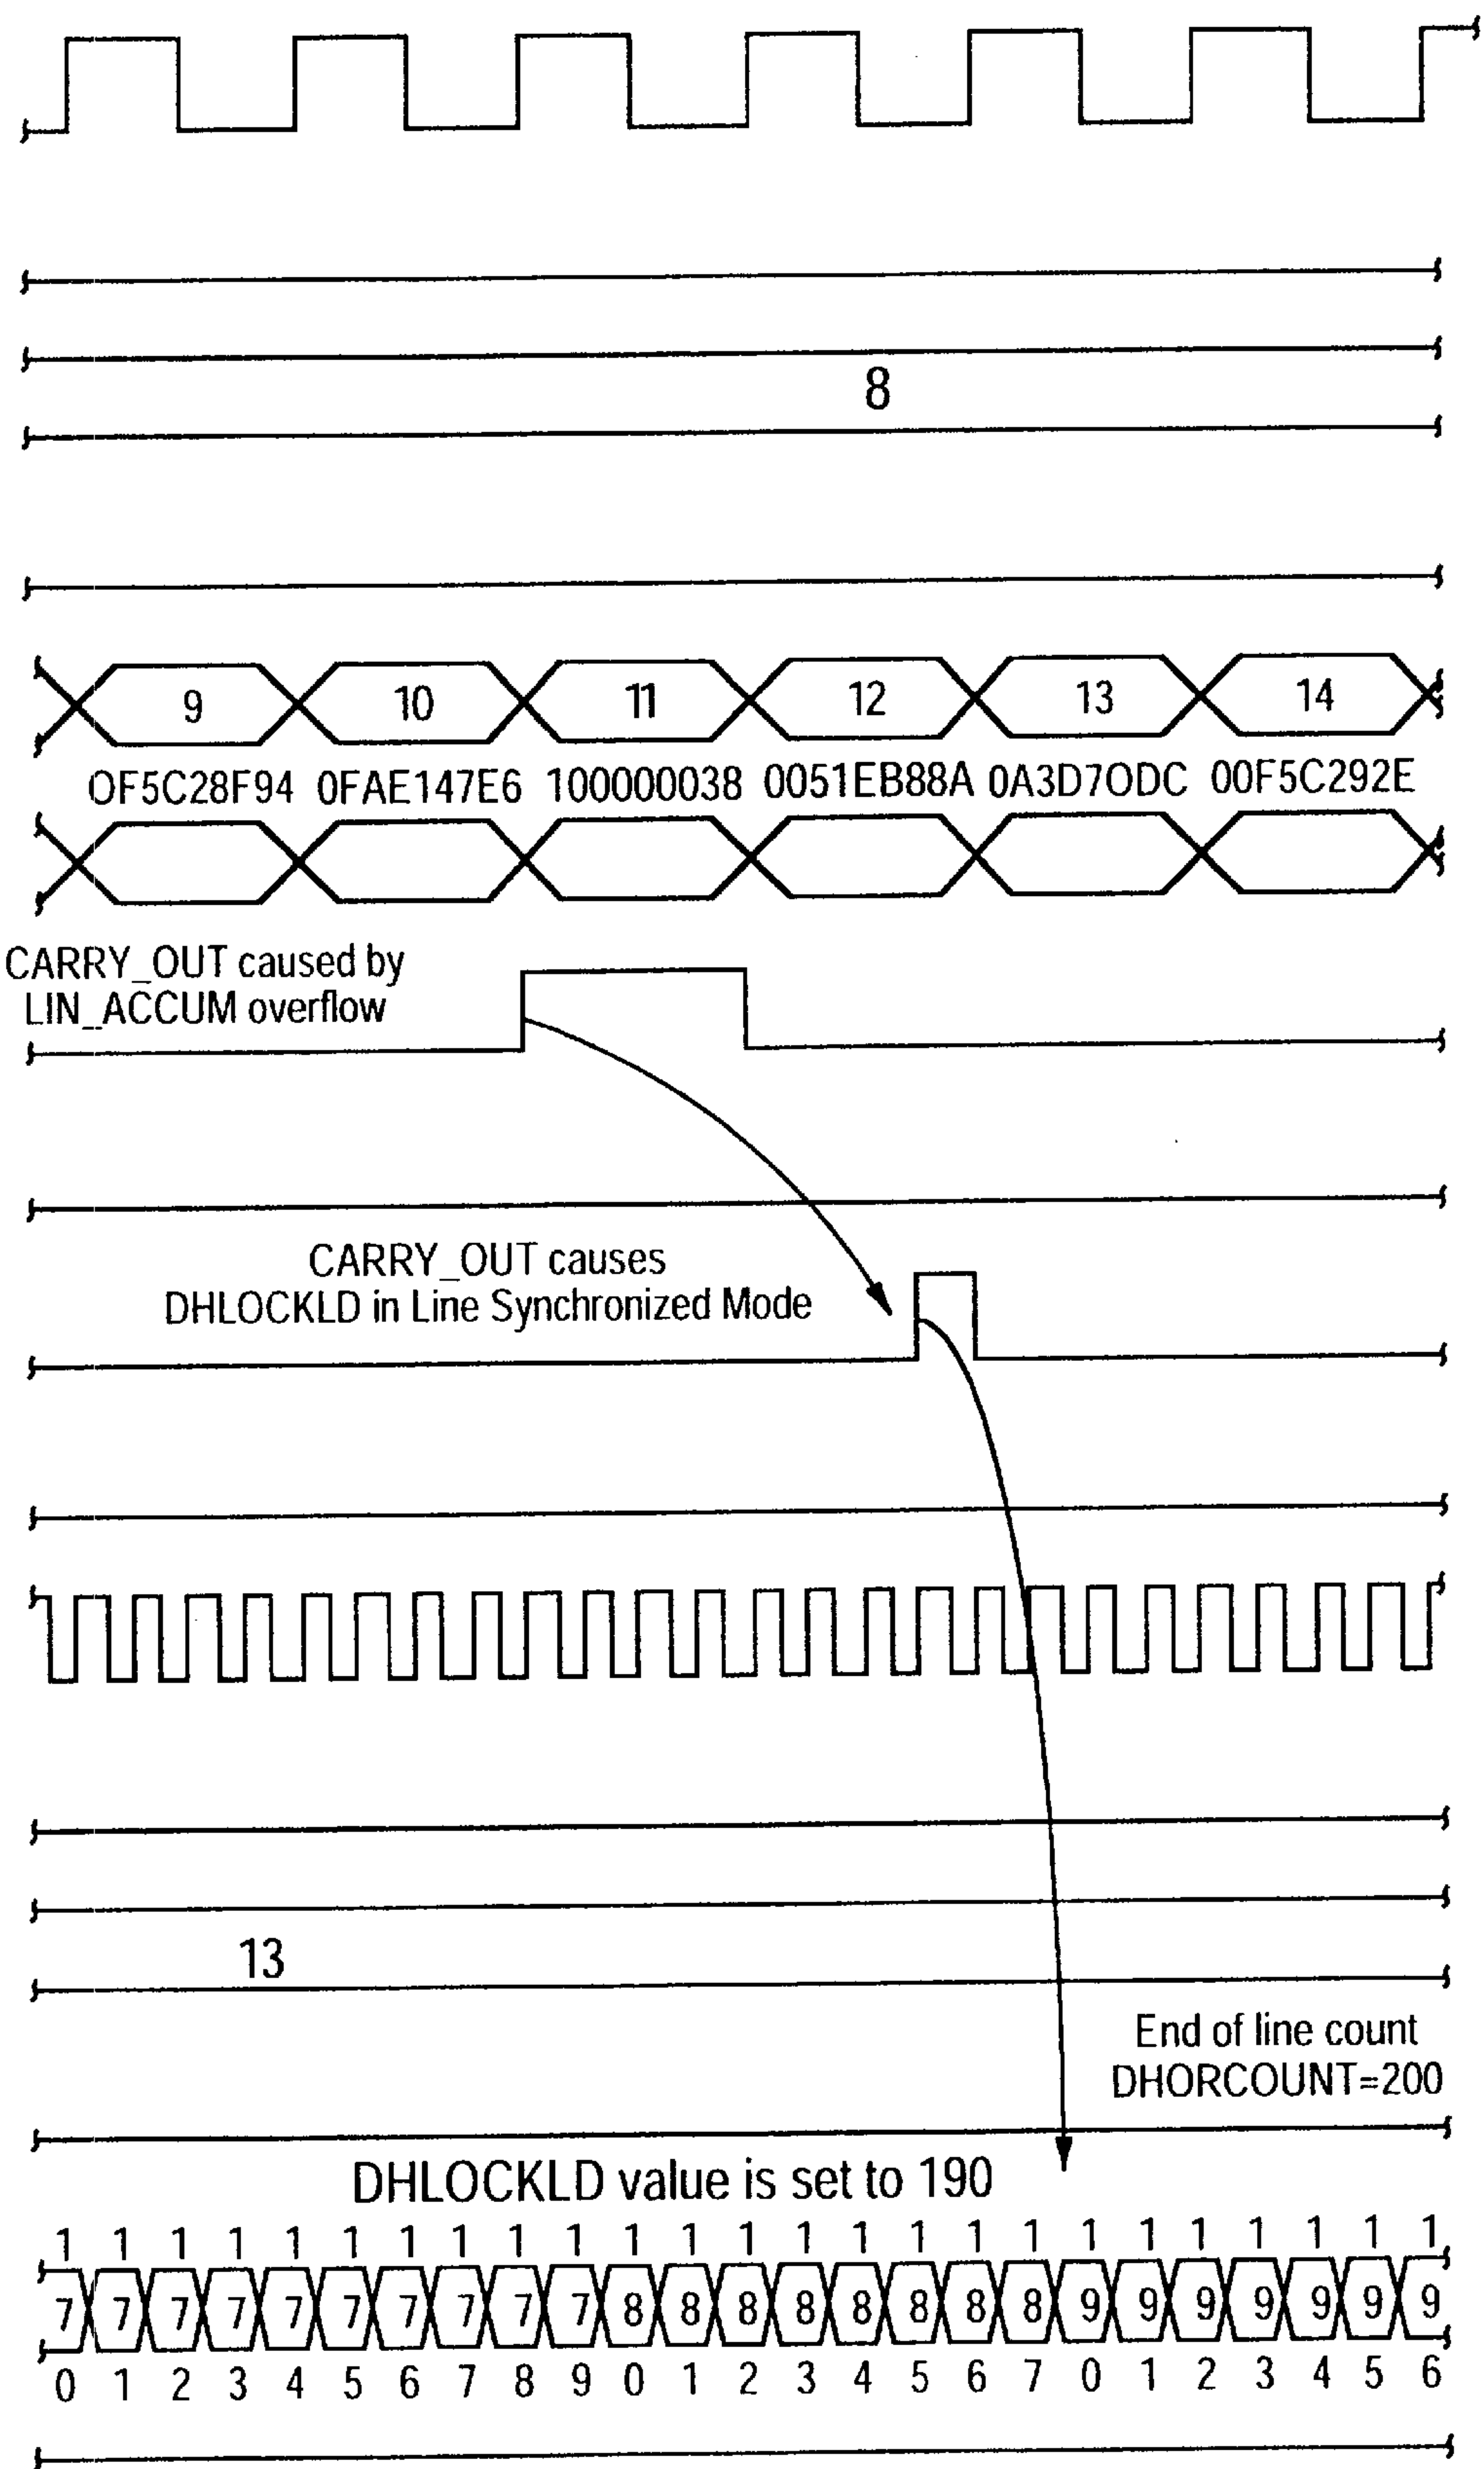 8
9 10 11 12 13 14
0F5C28F94 0FAE147E6 100000038 0051EB88A 0A3D70DC 00F5C292E
CARRY_OUT caused by
LIN_ACCUM overflow
CARRY_OUT causes
DHLOCKLD in Line Synchronized Mode
13
End of line count
DHORCOUNT=200
DHLOCKLD value is set to 190
1 1 1 1 1 1 1 1 1 1 1 1 1 1 1 1 1 1 1 1 1 1 1 1 1
7 7 7 7 7 7 7 7 7 7 8 8 8 8 8 8 8 8 9 9 9 9 9 9 9
0 1 2 3 4 5 6 7 8 9 0 1 2 3 4 5 6 7 0 1 2 3 4 5 6